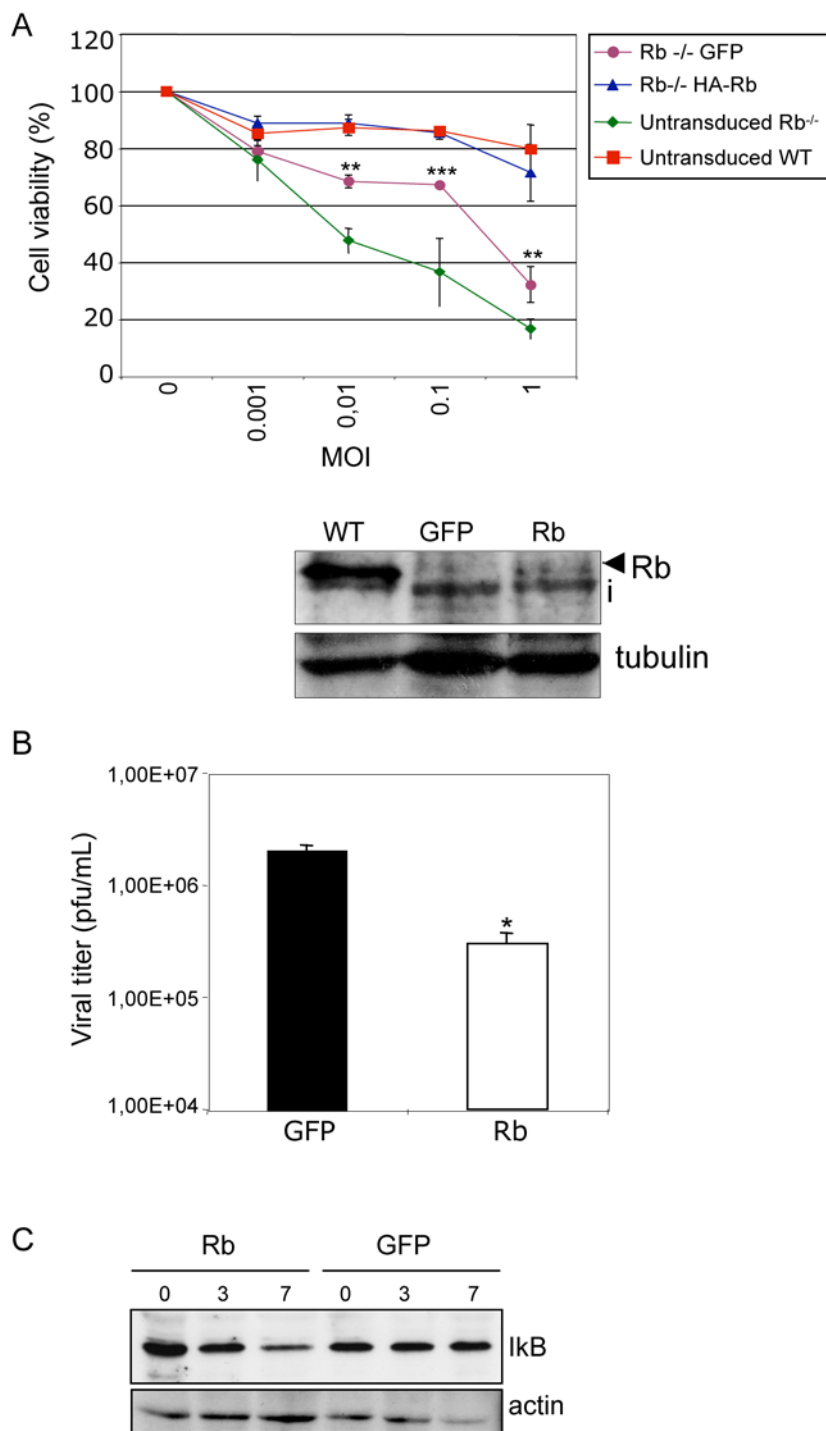 A
120
100
80
60
40
20
0
Cell viability (%)
** *** **
0 0.001 0,01 0.1 1
MOI
Rb -/- GFP
Rb-/- HA-Rb
Untransduced Rb-/-
Untransduced WT
WT GFP Rb
Rb
i
tubulin
B
1,00E+07
1,00E+06
1,00E+05
1,00E+04
Viral titer (pfu/mL)
*
GFP Rb
C
Rb GFP
0 3 7 0 3 7
IkB
actin